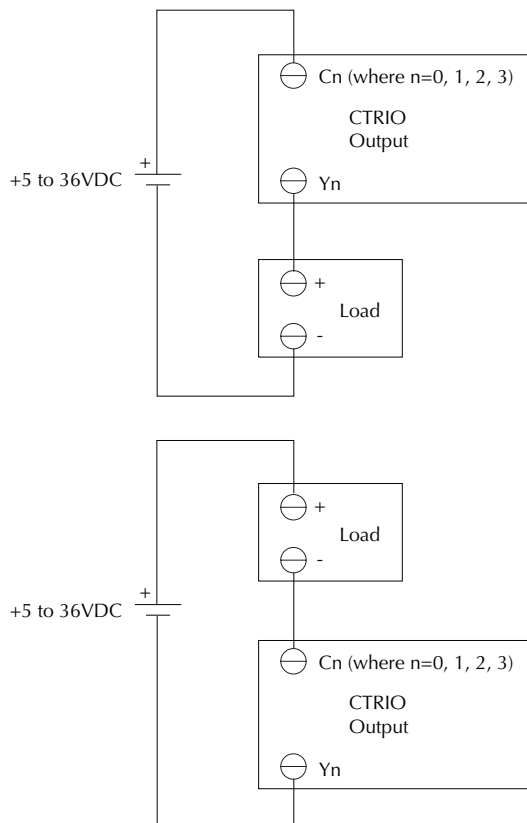 Cn (where n=0, 1, 2, 3)
CTRIO
Output
+
+5 to 36VDC
Yn
+
Load
-
+
Load
-
+
+5 to 36VDC
Cn (where n=0, 1, 2, 3)
CTRIO
Output
Yn